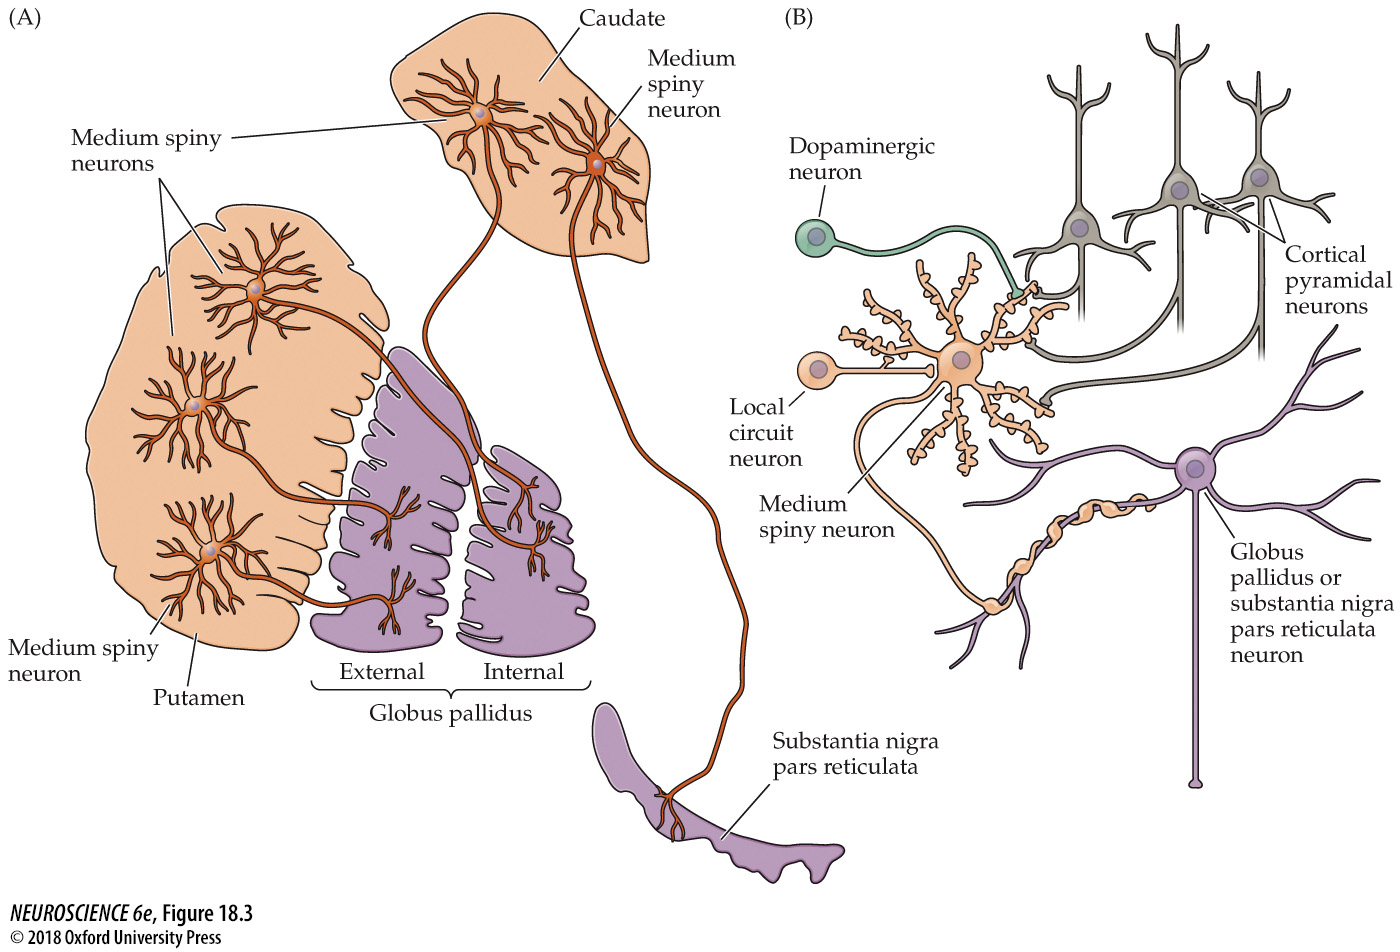 (A)
Caudate
Medium
spiny
neuron
Medium spiny
neurons
Medium spiny
neuron
Putamen
External
Internal
Globus pallidus
Substantia nigra
pars reticulata
(B)
Dopaminergic
neuron
Cortical
pyramidal
neurons
Local
circuit
neuron
Medium
spiny neuron
Globus
pallidus or
substantia nigra
pars reticulata
neuron
NEUROSCIENCE 6e, Figure 18.3
© 2018 Oxford University Press